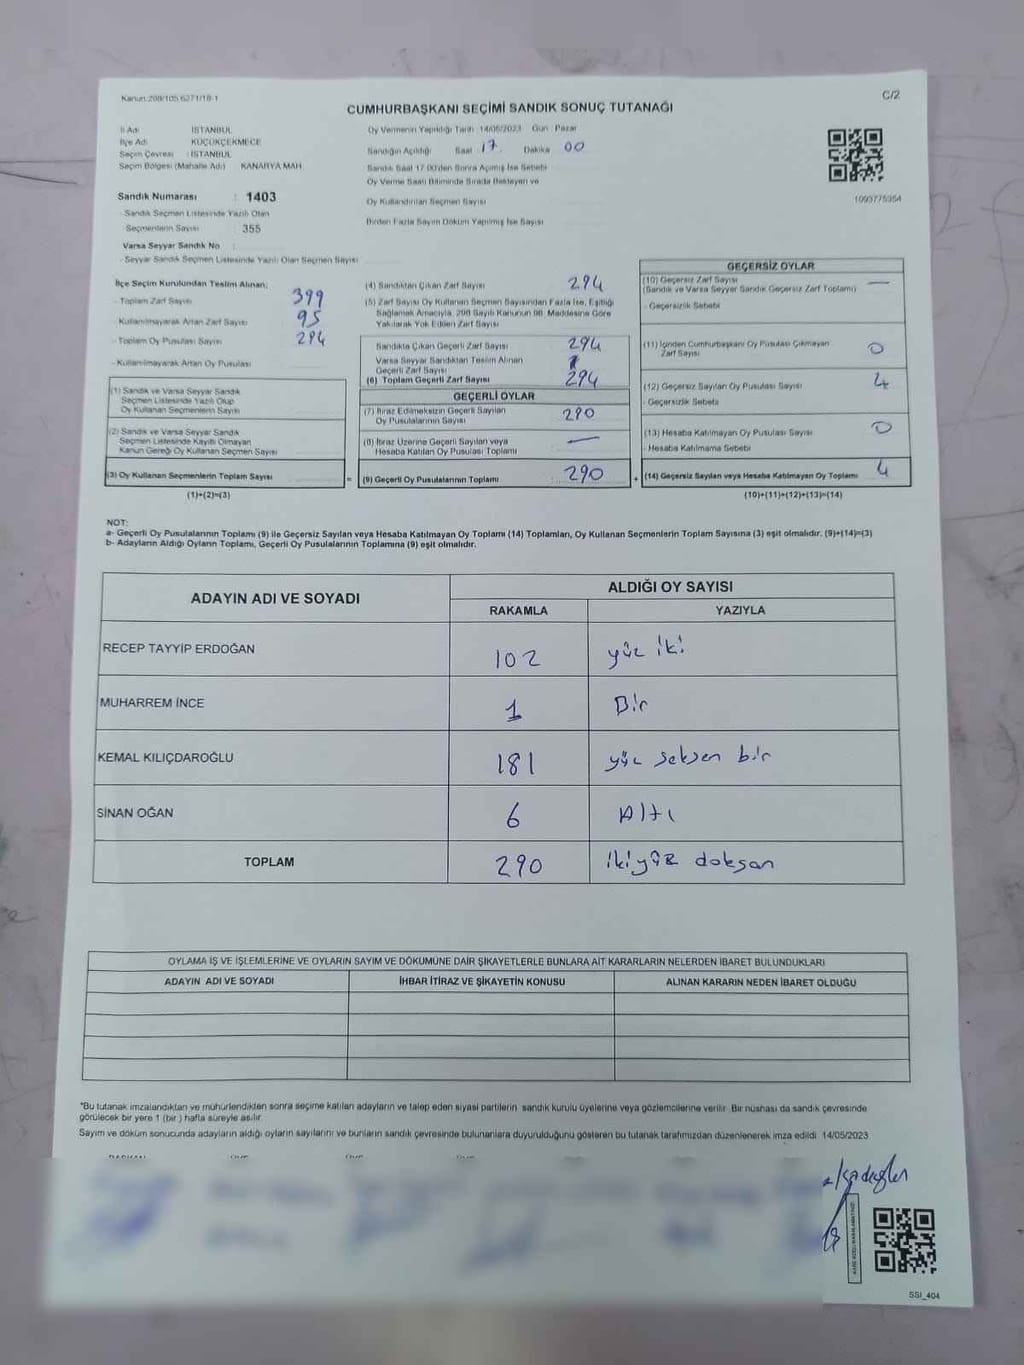 Kanun:298/105,6271/18-1
C/2
CUMHURBAŞKANI SEÇİMİ SANDIK SONUÇ TUTANAĞI
İl Adı : İSTANBUL
İlçe Adı : KÜÇÜKÇEKMECE
Seçim Çevresi : İSTANBUL
Seçim Bölgesi (Mahalle Adı) : KANARYA MAH
Sandık Numarası : 1403
- Sandık Seçmen Listesinde Yazılı Olan
Seçmenlerin Sayısı 355
Varsa Seyyar Sandık No :
- Seyyar Sandık Seçmen Listesinde Yazılı Olan Seçmen Sayısı
Oy Vermenin Yapıldığı Tarih 14/05/2023 Gün Pazar
Sandığın Açıldığı Saat 17 Dakika 00
Sandık Saat 17:00'den Sonra Açılmış İse Sebebi
Oy Verme Saati Bitiminde Sırada Bekleyen ve
Oy Kullandırılan Seçmen Sayısı
Birden Fazla Sayım Döküm Yapılmış İse Sayısı
1093775354
İlçe Seçim Kurulundan Teslim Alınan;
- Toplam Zarf Sayısı 399
- Kullanılmayarak Artan Zarf Sayısı 95
- Toplam Oy Pusulası Sayısı 294
- Kullanılmayarak Artan Oy Pusulası
(1) Sandık ve Varsa Seyyar Sandık
Seçmen Listesinde Yazılı Olup
Oy Kullanan Seçmenlerin Sayısı
(2) Sandık ve Varsa Seyyar Sandık
Seçmen Listesinde Kayıtlı Olmayan
Kanun Gereği Oy Kullanan Seçmen Sayısı
(3) Oy Kullanan Seçmenlerin Toplam Sayısı
(1)+(2)=(3)
(4) Sandıktan Çıkan Zarf Sayısı 294
(5) Zarf Sayısı Oy Kullanan Seçmen Sayısından Fazla İse, Eşitliği
Sağlamak Amacıyla, 298 Sayılı Kanunun 98. Maddesine Göre
Yakılarak Yok Edilen Zarf Sayısı
Sandıkta Çıkan Geçerli Zarf Sayısı 294
Varsa Seyyar Sandıktan Teslim Alınan
Geçerli Zarf Sayısı
(6) Toplam Geçerli Zarf Sayısı 294
GEÇERLİ OYLAR
(7) İtiraz Edilmeksizin Geçerli Sayılan
Oy Pusulalarının Sayısı 290
(8) İtiraz Üzerine Geçerli Sayılan veya
Hesaba Katılan Oy Pusulası Toplamı —
(9) Geçerli Oy Pusulalarının Toplamı 290
GEÇERSİZ OYLAR
(10) Geçersiz Zarf Sayısı —
(Sandık ve Varsa Seyyar Sandık Geçersiz Zarf Toplamı)
- Geçersizlik Sebebi
(11) İçinden Cumhurbaşkanı Oy Pusulası Çıkmayan
Zarf Sayısı 0
(12) Geçersiz Sayılan Oy Pusulası Sayısı 4
- Geçersizlik Sebebi
(13) Hesaba Katılmayan Oy Pusulası Sayısı 0
- Hesaba Katılmama Sebebi
(14) Geçersiz Sayılan veya Hesaba Katılmayan Oy Toplamı 4
(10)+(11)+(12)+(13)=(14)
NOT:
a- Geçerli Oy Pusulalarının Toplamı (9) ile Geçersiz Sayılan veya Hesaba Katılmayan Oy Toplamı (14) Toplamları, Oy Kullanan Seçmenlerin Toplam Sayısına (3) eşit olmalıdır. (9)+(14)=(3)
b- Adayların Aldığı Oyların Toplamı, Geçerli Oy Pusulalarının Toplamına (9) eşit olmalıdır.
ADAYIN ADI VE SOYADI
ALDIĞI OY SAYISI
RAKAMLA YAZIYLA
RECEP TAYYİP ERDOĞAN 102 yüz iki
MUHARREM İNCE 1 Bir
KEMAL KILIÇDAROĞLU 181 yüz seksen bir
SİNAN OĞAN 6 Altı
TOPLAM 290 ikiyüz doksan
OYLAMA İŞ VE İŞLEMLERİNE VE OYLARIN SAYIM VE DÖKÜMÜNE DAİR ŞİKAYETLERLE BUNLARA AİT KARARLARIN NELERDEN İBARET BULUNDUKLARI
ADAYIN ADI VE SOYADI İHBAR İTİRAZ VE ŞİKAYETİN KONUSU ALINAN KARARIN NEDEN İBARET OLDUĞU
*Bu tutanak imzalandıktan ve mühürlendikten sonra seçime katılan adayların ve talep eden siyasi partilerin sandık kurulu üyelerine veya gözlemcilerine verilir. Bir nüshası da sandık çevresinde
görülecek bir yere 1 (bir ) hafta süreyle asılır.
Sayım ve döküm sonucunda adayların aldığı oyların sayılarını ve bunların sandık çevresinde bulunanlara duyurulduğunu gösteren bu tutanak tarafımızdan düzenlenerek imza edildi. 14/05/2023
SSI_404